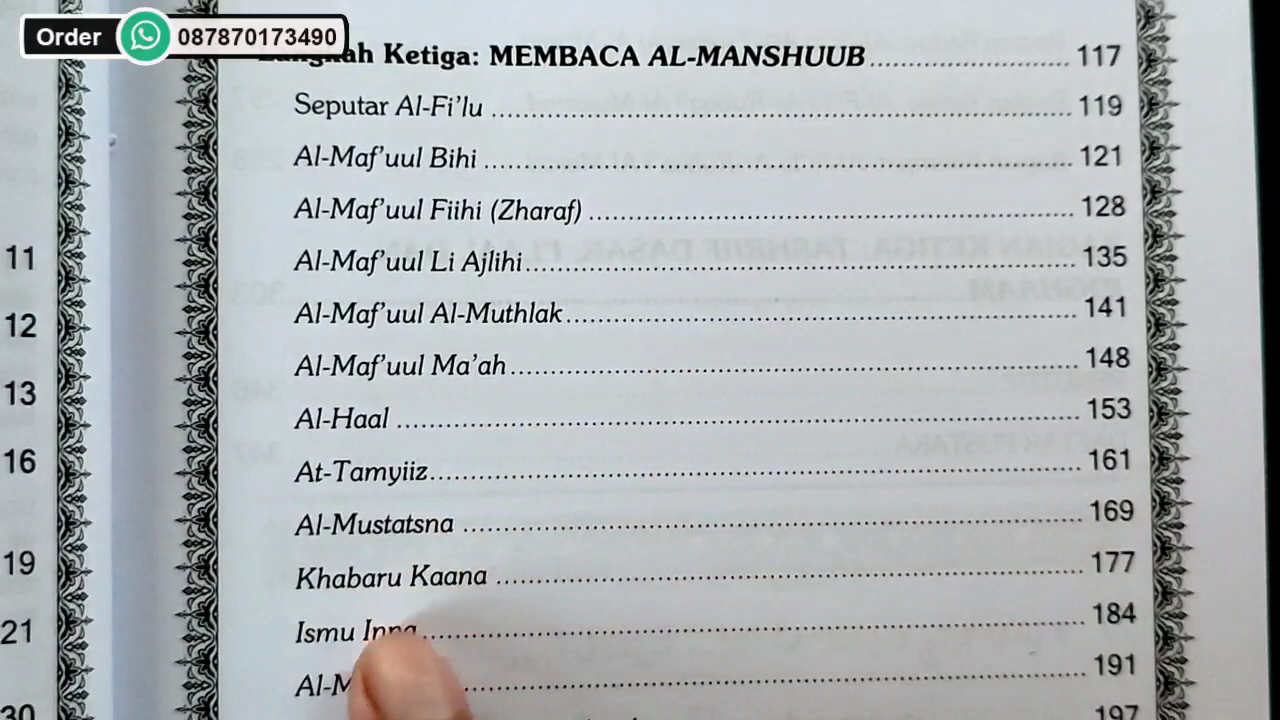 Order 087870173490
Ketiga: MEMBACA AL-MANSHUUB 117
Seputar Al-Fi'lu 119
Al-Maf'uul Bihi 121
Al-Maf'uul Fiihi (Zharaf) 128
Al-Maf'uul Li Ajlihi 135
Al-Maf'uul Al-Muthlak 141
Al-Maf'uul Ma'ah 148
Al-Haal 153
At-Tamyiiz 161
Al-Mustatsna 169
Khabaru Kaana 177
Ismu Inna 184
191
197
11
12
13
16
19
21
30